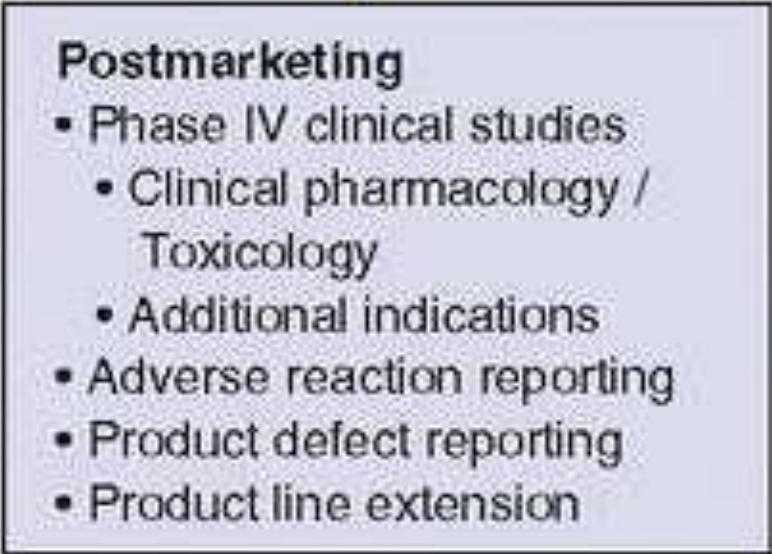 Postmarketing
• Phase IV clinical studies
• Clinical pharmacology /
Toxicology
• Additional indications
• Adverse reaction reporting
• Product defect reporting
• Product line extension